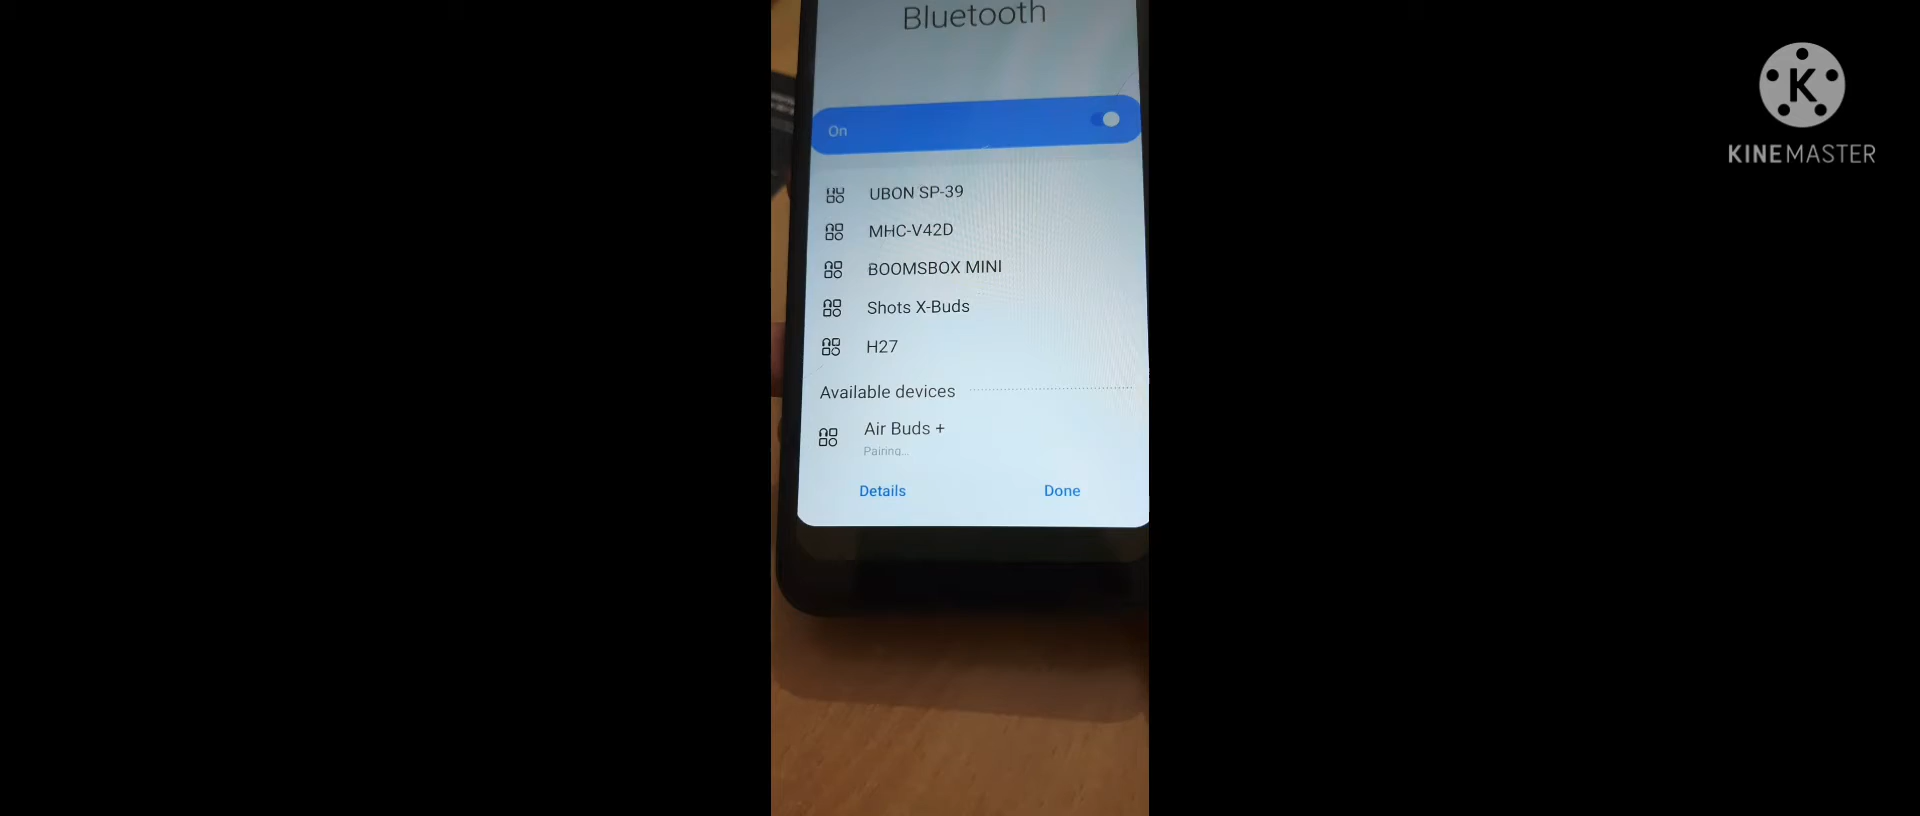 Bluetooth
On
UBON SP-39
MHC-V42D
BOOMSBOX MINI
Shots X-Buds
H27
Available devices
Air Buds +
Pairing...
Details
Done
K
KINEMASTER